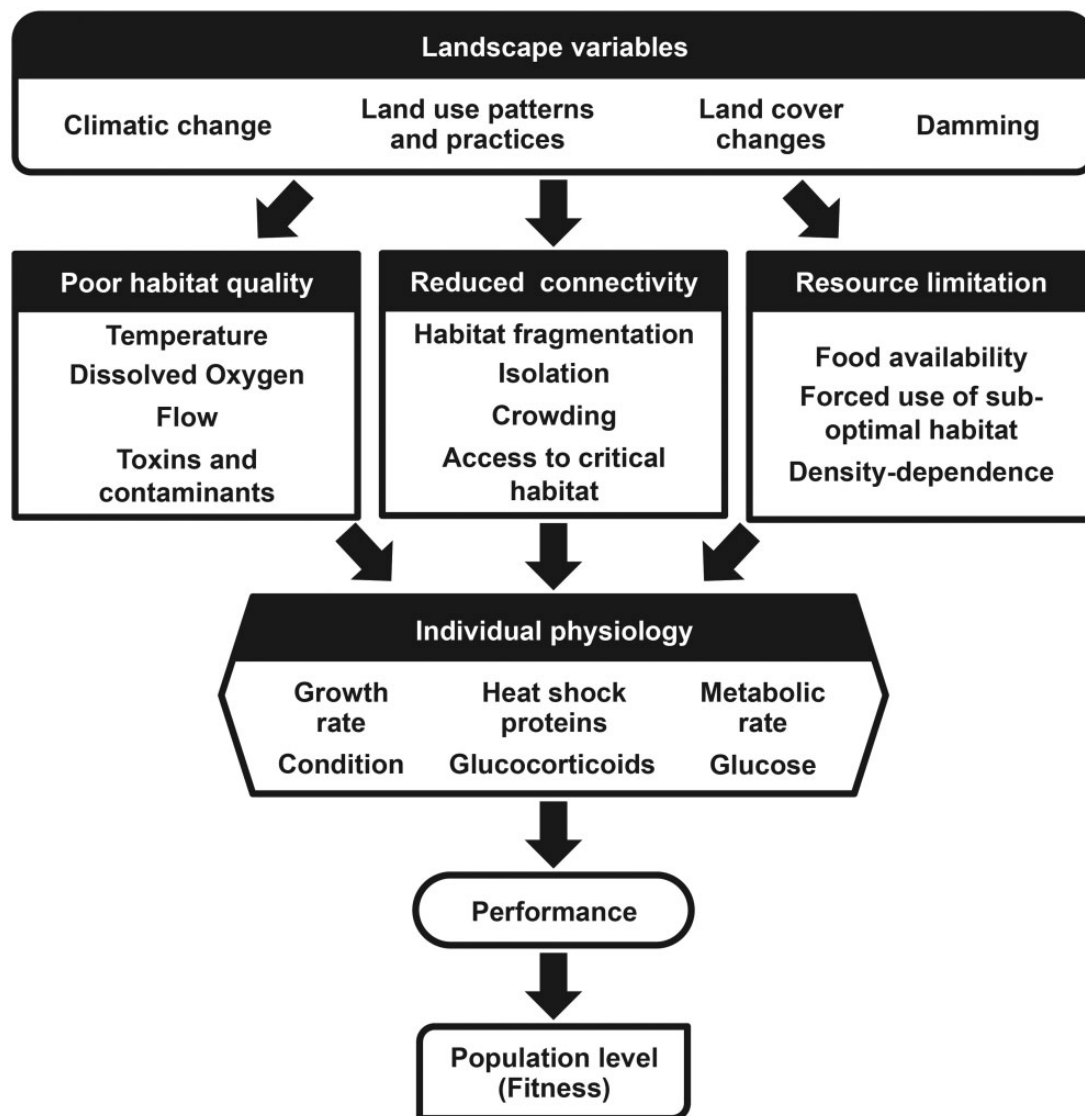 Landscape variables
Climatic change
Land use patterns
and practices
Land cover
changes
Damming
Poor habitat quality
Temperature
Dissolved Oxygen
Flow
Toxins and
contaminants
Reduced connectivity
Habitat fragmentation
Isolation
Crowding
Access to critical
habitat
Resource limitation
Food availability
Forced use of sub-
optimal habitat
Density-dependence
Individual physiology
Growth
rate
Heat shock
proteins
Metabolic
rate
Condition
Glucocorticoids
Glucose
Performance
Population level
(Fitness)